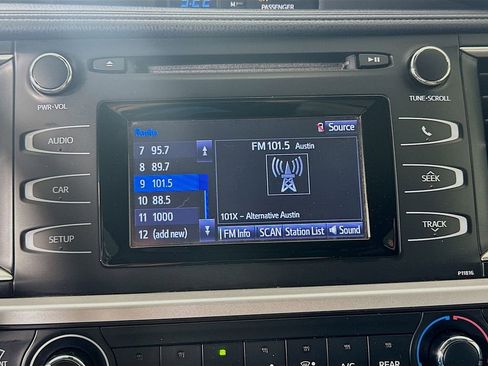 3:22
PASSENGER
PWR•VOL
TUNE•SCROLL
AUDIO
CAR
SETUP
SEEK
TRACK
Radio
Source
7 95.7
8 89.7
9 101.5
10 88.5
11 1000
12 (add new)
FM 101.5 Austin
101X – Alternative Austin
FM Info
SCAN
Station List
Sound
P11816
A/C
REAR